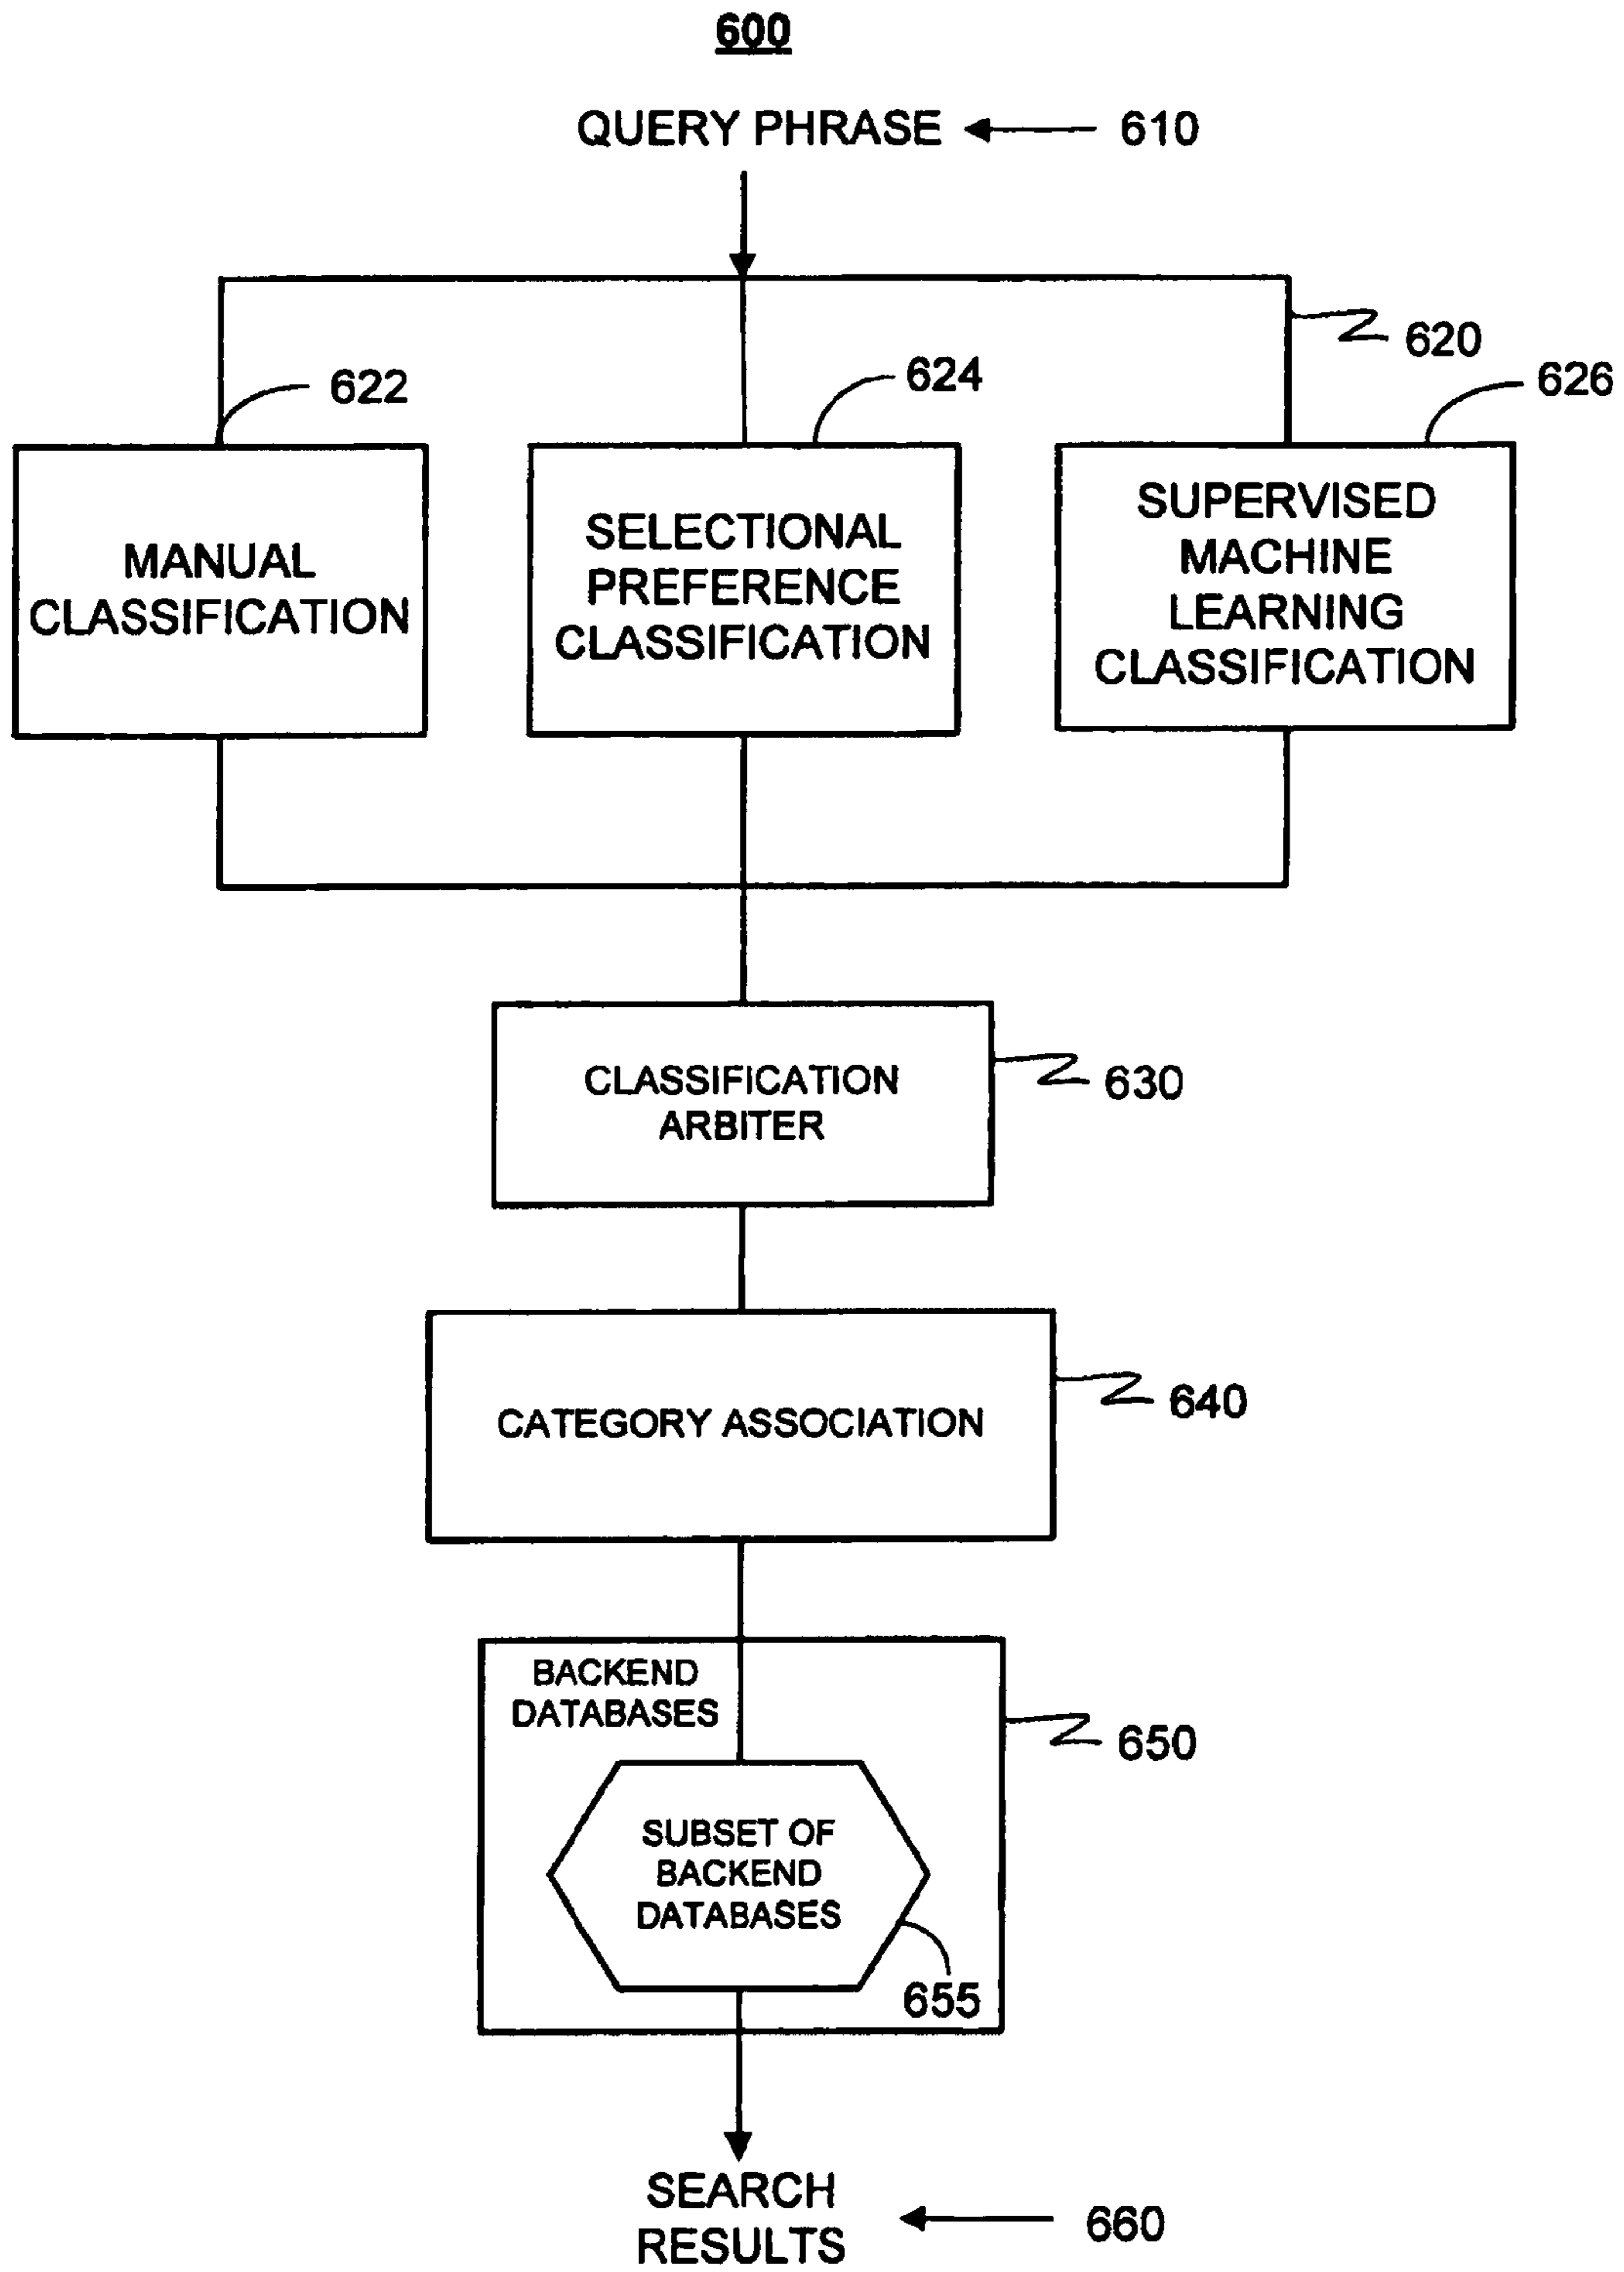 600
QUERY PHRASE 610
620
622
624
626
MANUAL
CLASSIFICATION
SELECTIONAL
PREFERENCE
CLASSIFICATION
SUPERVISED
MACHINE
LEARNING
CLASSIFICATION
CLASSIFICATION
ARBITER
630
CATEGORY ASSOCIATION
640
BACKEND
DATABASES
650
SUBSET OF
BACKEND
DATABASES
655
SEARCH
RESULTS
660